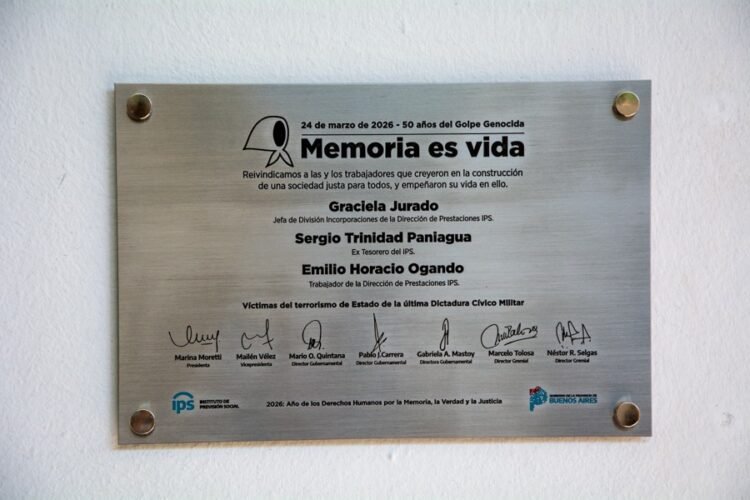 24 de marzo de 2026 - 50 años del Golpe Genocida
Memoria es vida
Reivindicamos a las y los trabajadores que creyeron en la construcción
de una sociedad justa para todos, y empeñaron su vida en ello.
Graciela Jurado
Jefa de División Incorporaciones de la Dirección de Prestaciones IPS.
Sergio Trinidad Paniagua
Ex Tesorero del IPS.
Emilio Horacio Ogando
Trabajador de la Dirección de Prestaciones IPS.
Víctimas del terrorismo de Estado de la última Dictadura Cívico Militar
Marina Moretti Mailén Vélez Mario O. Quintana Pablo J. Carrera Gabriela A. Mastoy Marcelo Tolosa Néstor R. Seigas
Presidenta Vicepresidenta Director Gubernamental Director Gubernamental Directora Gubernamental Director Gremial Director Gremial
ips INSTITUTO DE
PREVISIÓN SOCIAL
2026: Año de los Derechos Humanos por la Memoria, la Verdad y la Justicia
GOBIERNO DE LA PROVINCIA DE
BUENOS AIRES